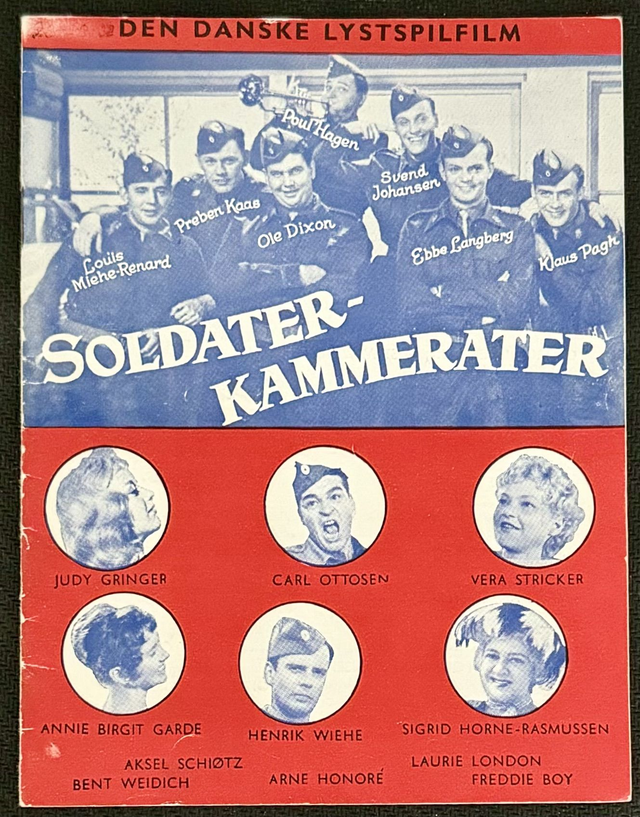 DEN DANSKE LYSTSPILFILM
Poul Hagen
Svend
Johansen
Preben Kaas
Ole Dixon
Ebbe Langberg
Klaus Pagh
Louis
Miehe-Renard
SOLDATER-
KAMMERATER
JUDY GRINGER
CARL OTTOSEN
VERA STRICKER
ANNIE BIRGIT GARDE
HENRIK WIEHE
SIGRID HORNE-RASMUSSEN
AKSEL SCHIØTZ
LAURIE LONDON
BENT WEIDICH
ARNE HONORÉ
FREDDIE BOY